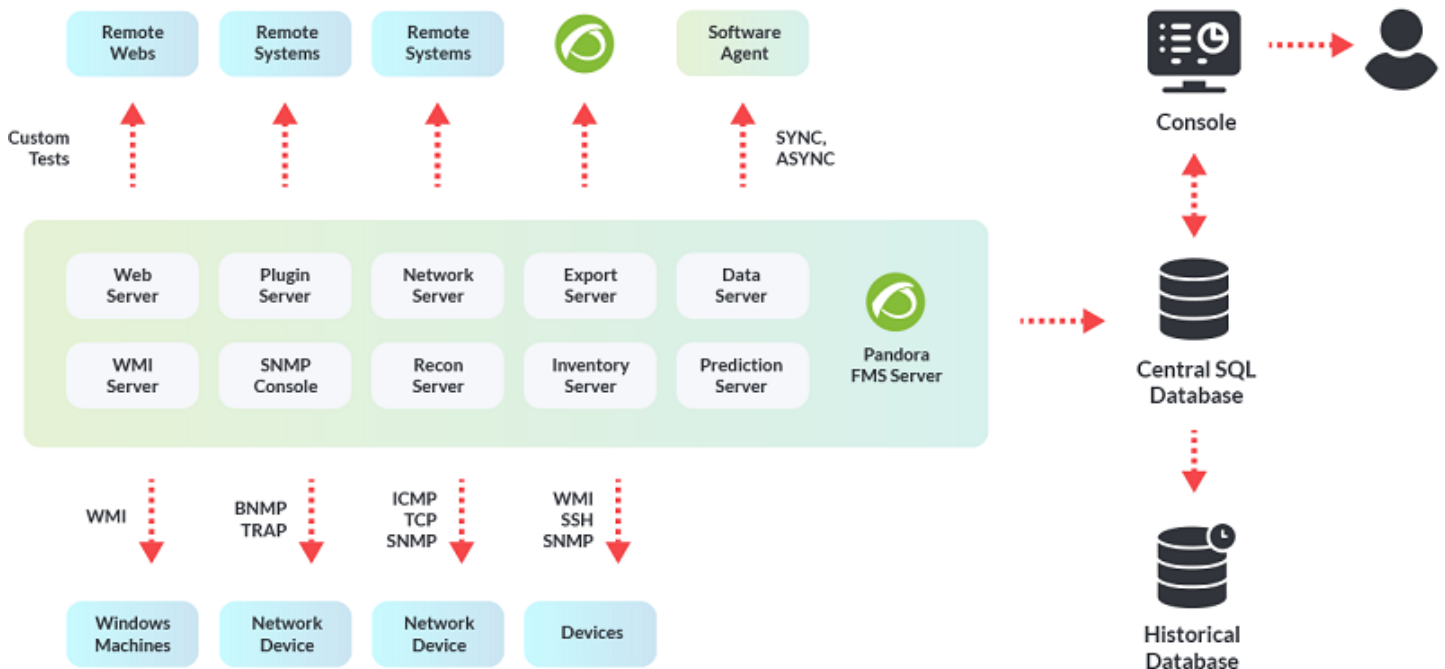 Remote
Webs
Remote
Systems
Remote
Systems
Software
Agent
Console
Custom
Tests
SYNC,
ASYNC
Web
Server
Plugin
Server
Network
Server
Export
Server
Data
Server
WMI
Server
SNMP
Console
Recon
Server
Inventory
Server
Prediction
Server
Pandora
FMS Server
Central SQL
Database
WMI
BNMP
TRAP
ICMP
TCP
SNMP
WMI
SSH
SNMP
Windows
Machines
Network
Device
Network
Device
Devices
Historical
Database